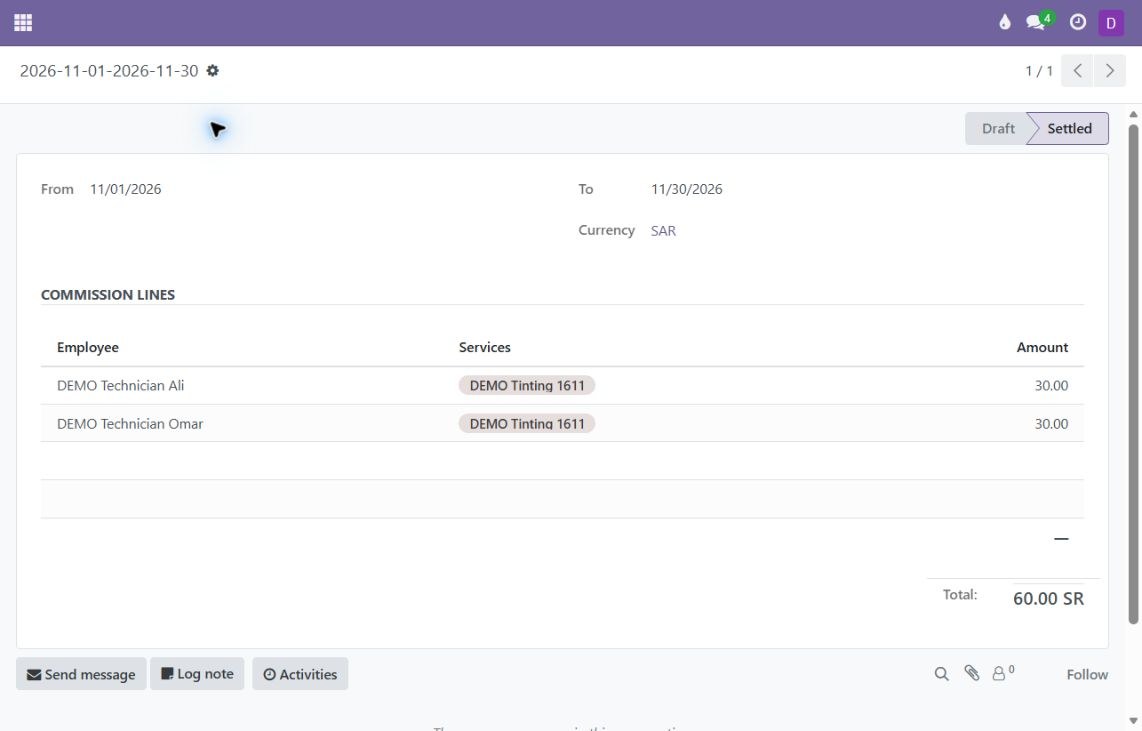 4
D
2026-11-01-2026-11-30
1 / 1
Draft
Settled
From 11/01/2026
To 11/30/2026
Currency SAR
COMMISSION LINES
Employee Services Amount
DEMO Technician Ali DEMO Tinting 1611 30.00
DEMO Technician Omar DEMO Tinting 1611 30.00
—
Total: 60.00 SR
Send message Log note Activities 0 Follow